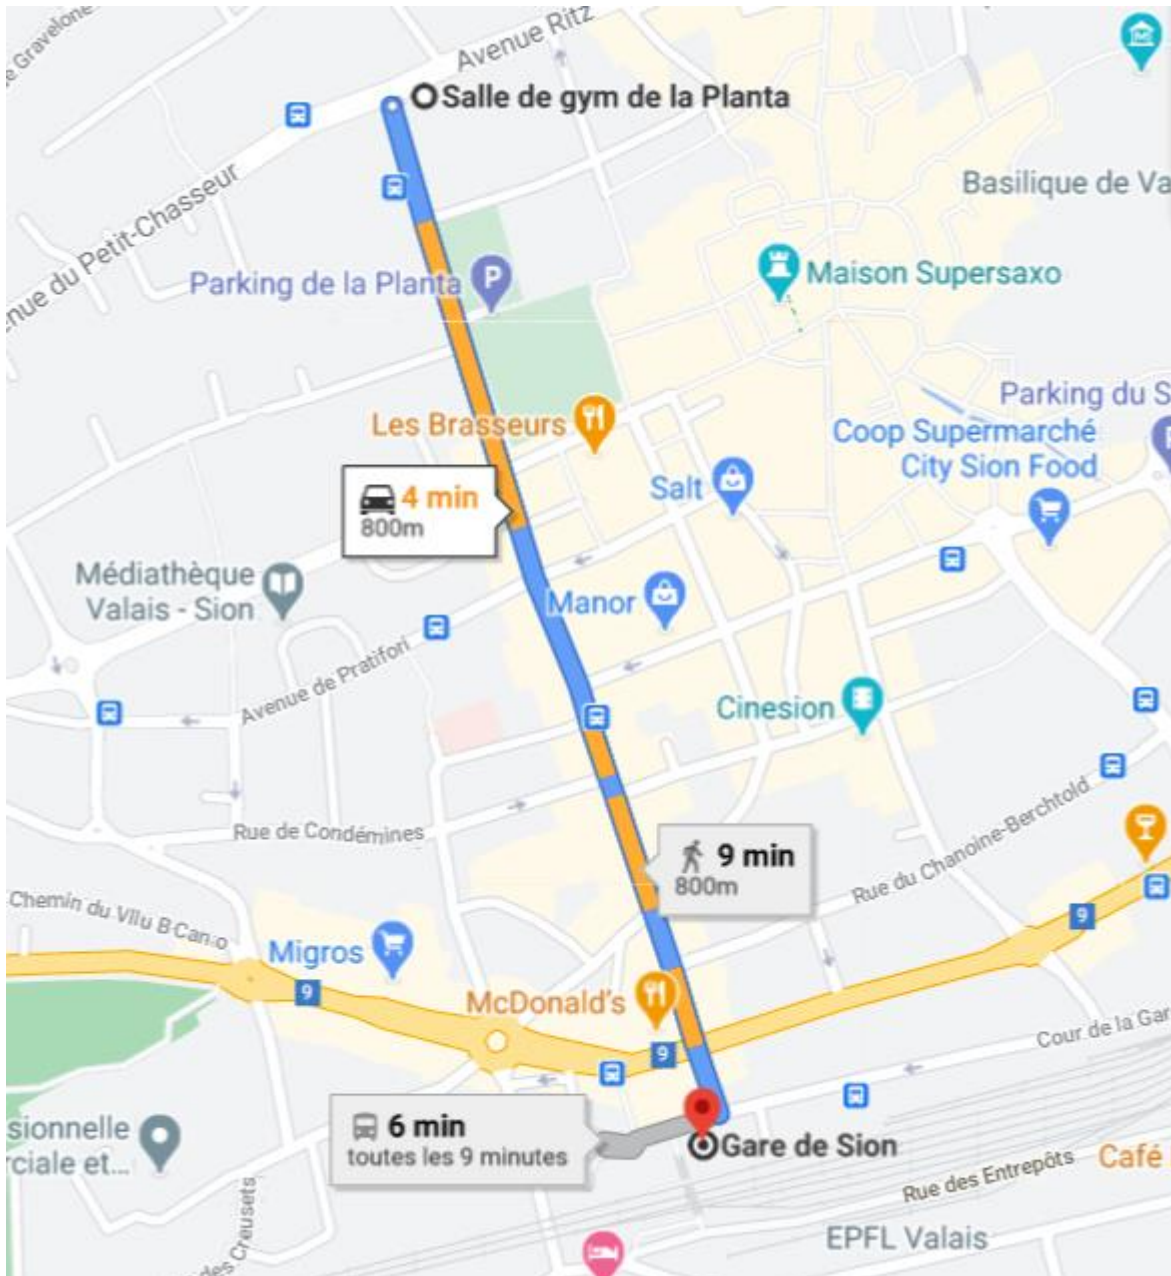 e Gravelone
Avenue Ritz
Salle de gym de la Planta
nue du Petit-Chasseur
Basilique de Va
Parking de la Planta
P
Maison Supersaxo
Parking du S
Les Brasseurs
Coop Supermarché
City Sion Food
4 min
800m
Salt
Médiathèque
Valais - Sion
Manor
Avenue de Pratifori
Cinesion
Rue de Condémines
9 min
800m
Rue du Chanoine-Berchtold
Chemin du
9
Migros
9
McDonald's
9
Cour de la Gar
6 min
toutes les 9 minutes
sionnelle
rciale et...
Gare de Sion
Rue des Entrepôts
Café
des Creusets
EPFL Valais